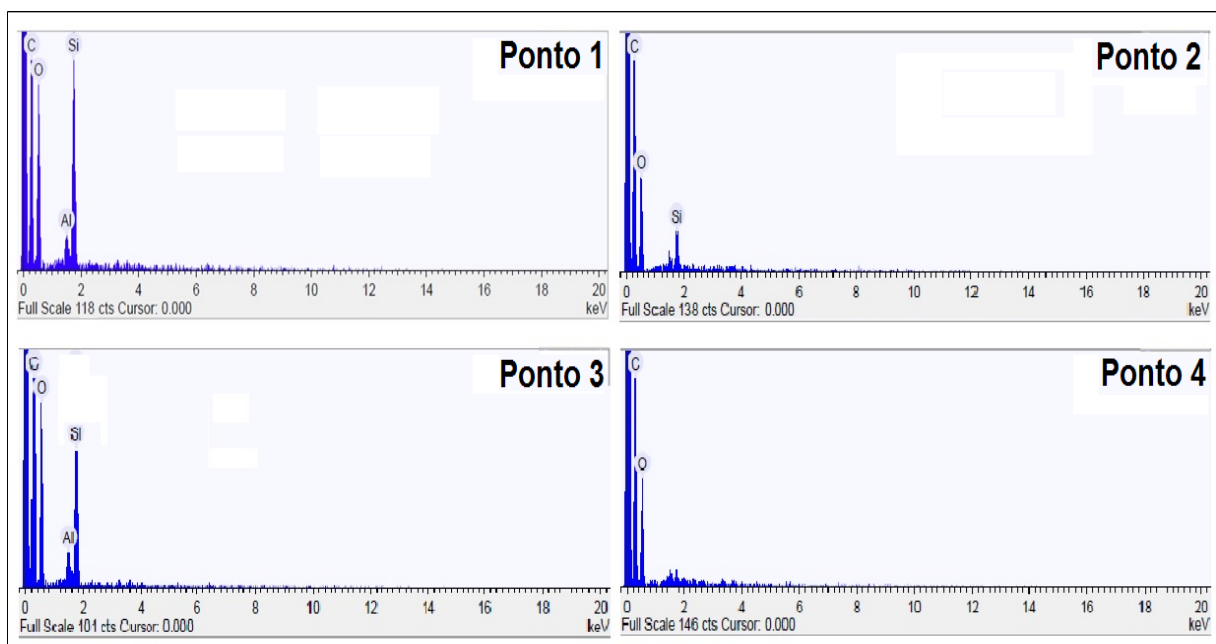 Ponto 1
C
Si
O
Al
0 2 4 6 8 10 12 14 16 18 20
Full Scale 118 cts Cursor: 0.000 keV
Ponto 2
C
O
Si
0 2 4 6 8 10 12 14 16 18 20
Full Scale 138 cts Cursor: 0.000 keV
Ponto 3
C
O
Si
Al
0 2 4 6 8 10 12 14 16 18 20
Full Scale 101 cts Cursor: 0.000 keV
Ponto 4
C
O
0 2 4 6 8 10 12 14 16 18 20
Full Scale 146 cts Cursor: 0.000 keV